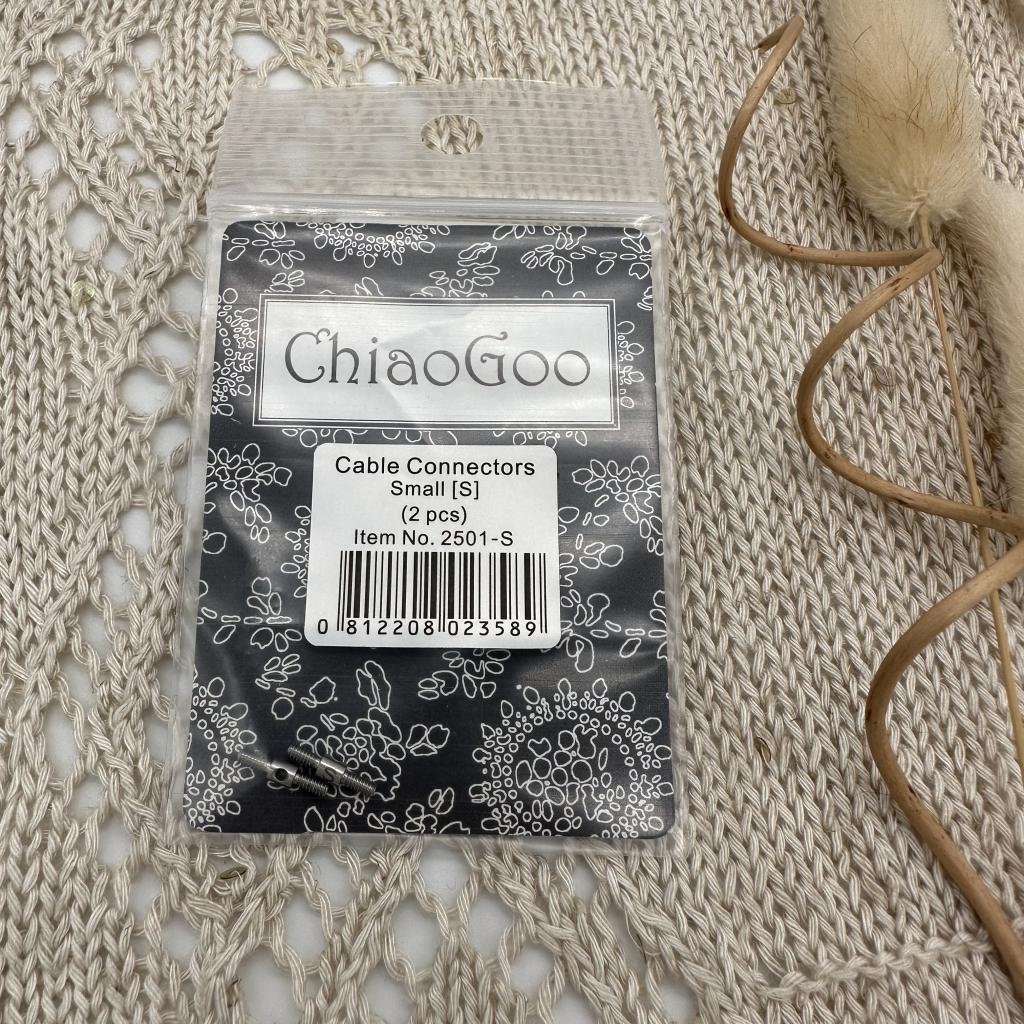 ChiaoGoo
Cable Connectors
Small [S]
(2 pcs)
Item No. 2501-S
0 812208 023589
S